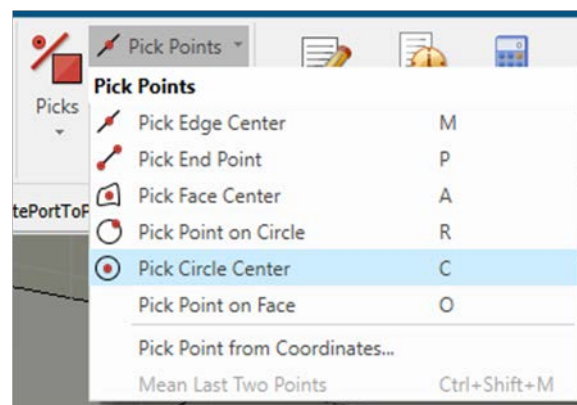 Pick Points
Picks
Pick Points
Pick Edge Center M
Pick End Point P
Pick Face Center A
Pick Point on Circle R
Pick Circle Center C
Pick Point on Face O
Pick Point from Coordinates...
Mean Last Two Points Ctrl+Shift+M